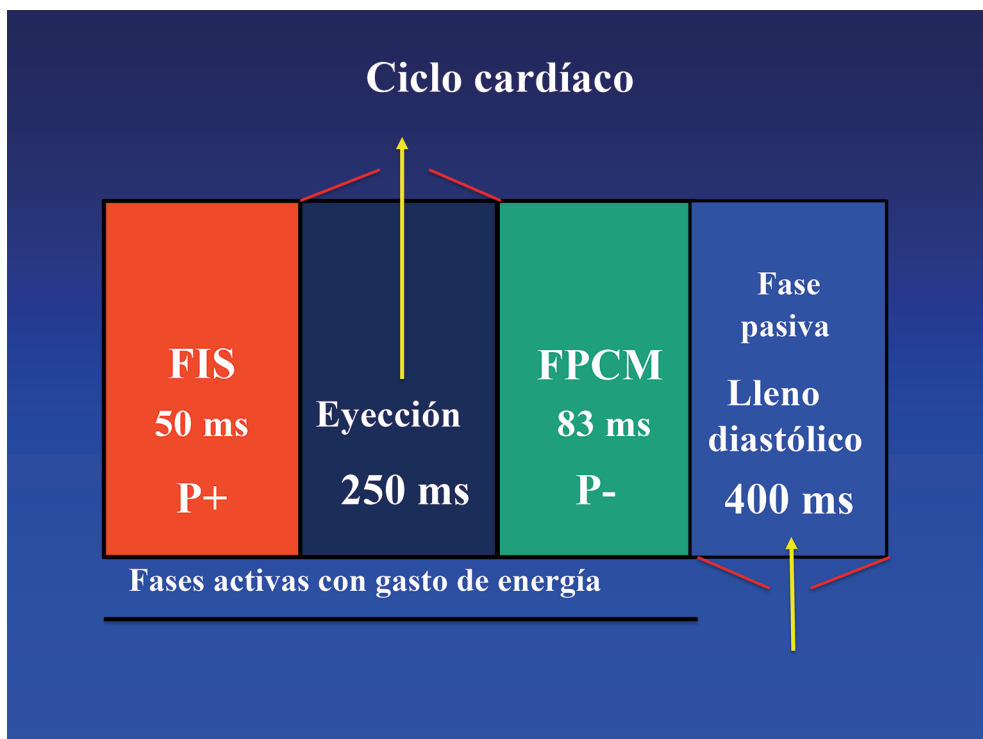 Ciclo cardíaco
FIS
50 ms
P+
Eyección
250 ms
FPCM
83 ms
P-
Fase
pasiva
Lleno
diastólico
400 ms
Fases activas con gasto de energía